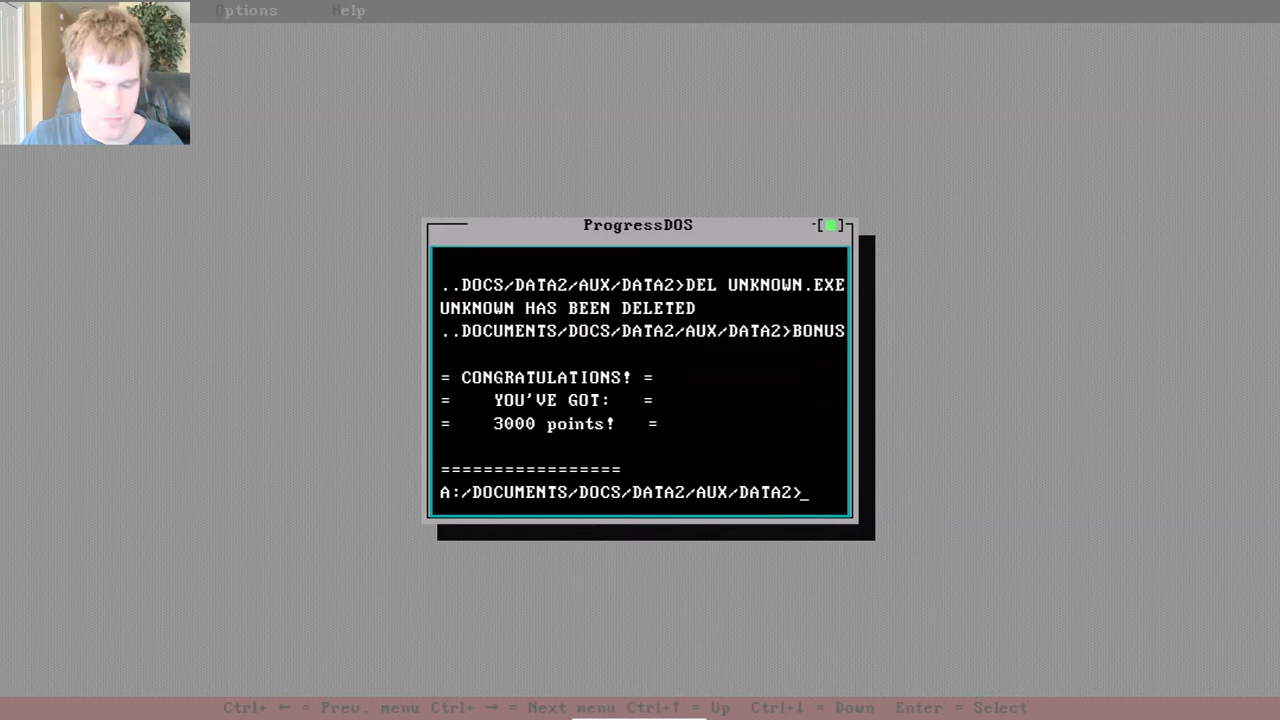 Options Help
ProgressDOS
-[■]
..DOCS/DATA2/AUX/DATA2>DEL UNKNOWN.EXE
UNKNOWN HAS BEEN DELETED
..DOCUMENTS/DOCS/DATA2/AUX/DATA2>BONUS
= CONGRATULATIONS! =
= YOU'VE GOT: =
= 3000 points! =
=================
A:/DOCUMENTS/DOCS/DATA2/AUX/DATA2>_
Ctrl+ ← = Prev. menu Ctrl+ → = Next menu Ctrl+↑ = Up Ctrl+↓ = Down Enter = Select